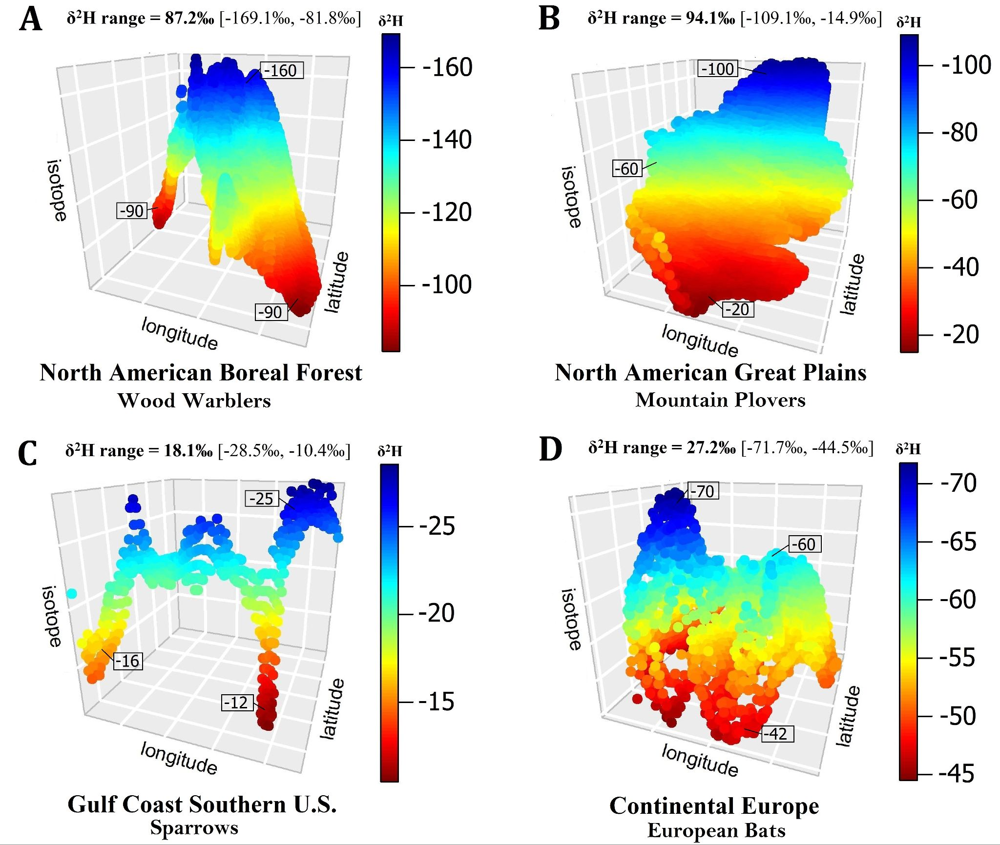 A
δ²H range = 87.2‰ [-169.1‰, -81.8‰]
δ²H
-160
-140
-120
-100
-160
-90
-90
isotope
longitude
latitude
North American Boreal Forest
Wood Warblers
B
δ²H range = 94.1‰ [-109.1‰, -14.9‰]
δ²H
-100
-80
-60
-40
-20
-100
-60
-20
isotope
longitude
latitude
North American Great Plains
Mountain Plovers
C
δ²H range = 18.1‰ [-28.5‰, -10.4‰]
δ²H
-25
-20
-15
-25
-16
-12
isotope
longitude
latitude
Gulf Coast Southern U.S.
Sparrows
D
δ²H range = 27.2‰ [-71.7‰, -44.5‰]
δ²H
-70
-65
-60
-55
-50
-45
-70
-60
-42
isotope
longitude
latitude
Continental Europe
European Bats